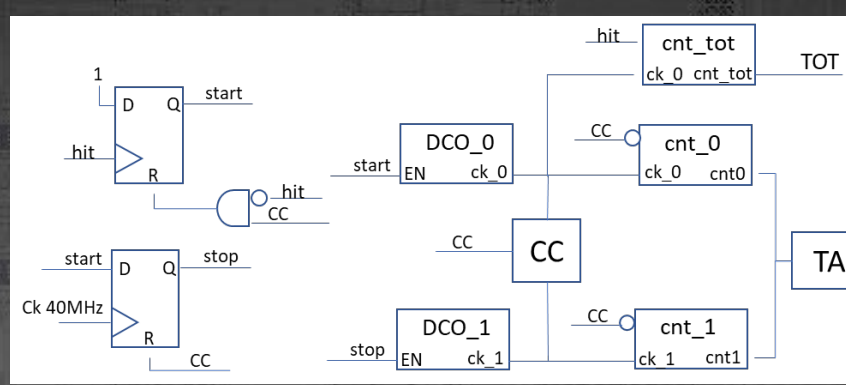 hit
cnt_tot
ck_0 cnt_tot
TOT
1
D Q
start
hit
R
hit
CC
start
DCO_0
EN ck_0
CC
cnt_0
ck_0 cnt0
CC
CC
TA
start
D Q
stop
Ck 40MHz
R
CC
stop
DCO_1
EN ck_1
CC
cnt_1
ck_1 cnt1